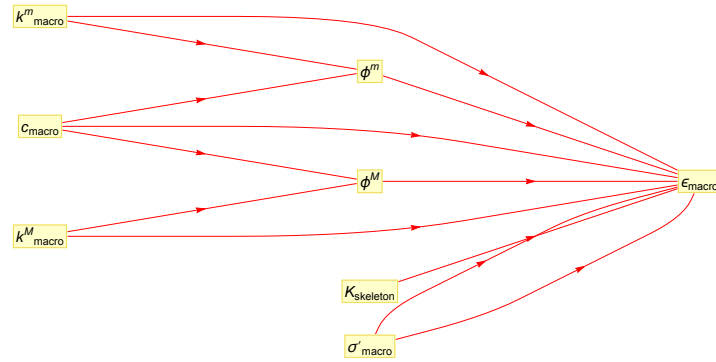 k^m_macro
ϕ^m
c_macro
ϕ^M
ϵ_macro
k^M_macro
K_skeleton
σ′_macro